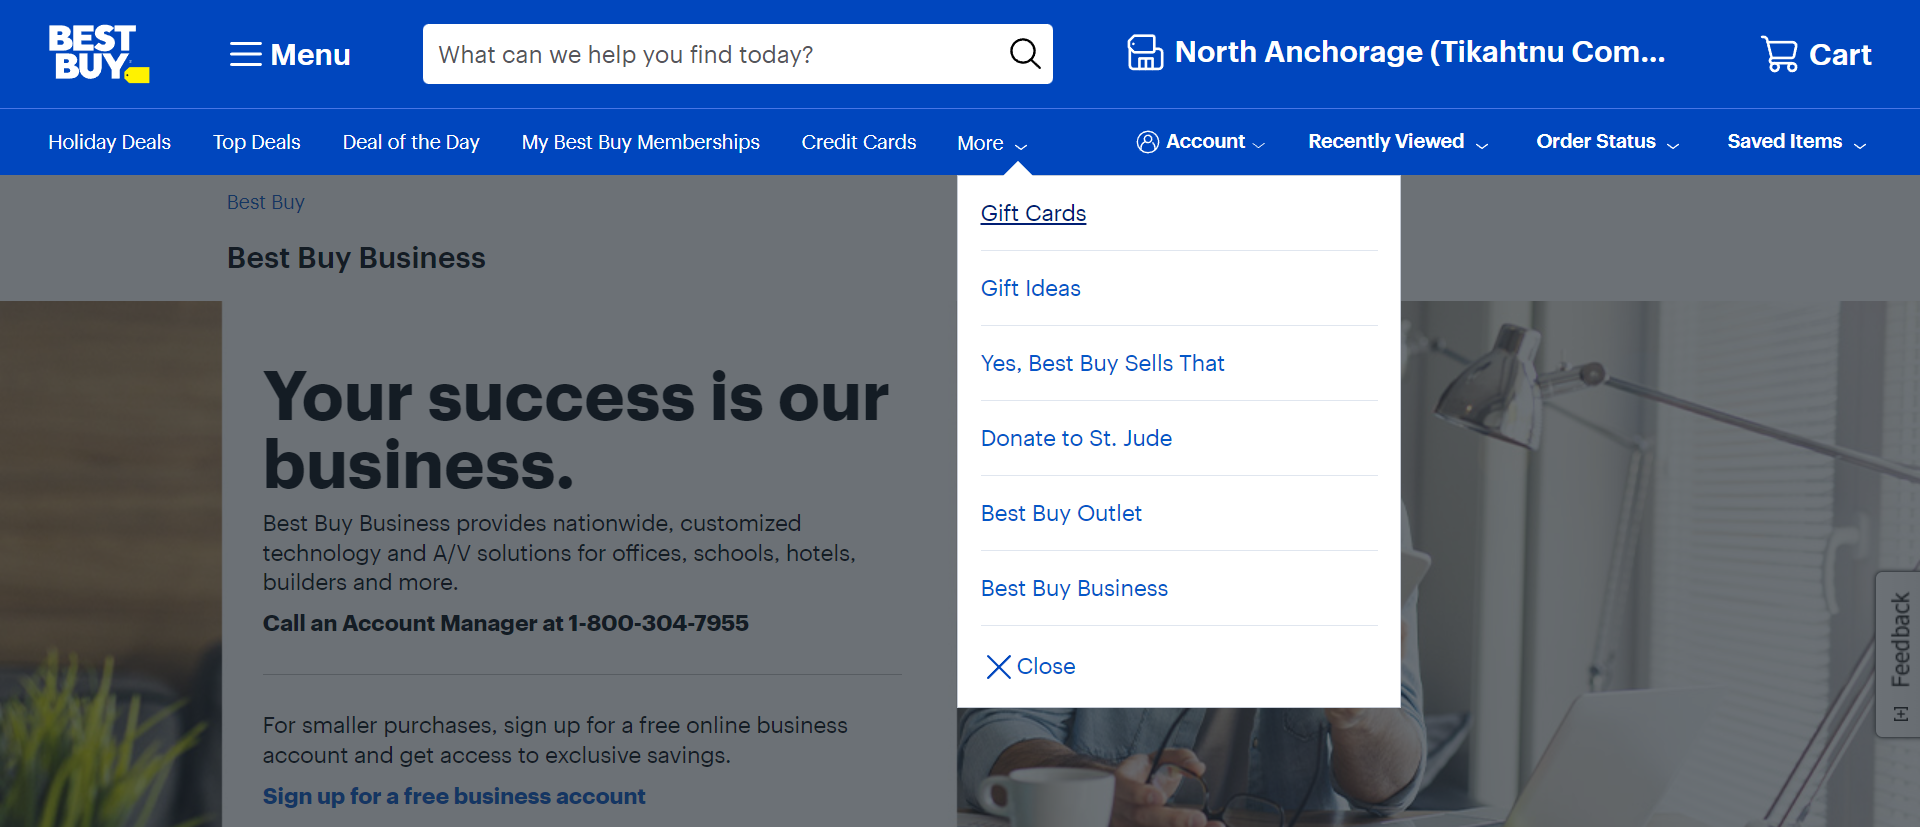 BEST
BUY
Menu
What can we help you find today?
North Anchorage (Tikahtnu Com...
Cart
Holiday Deals
Top Deals
Deal of the Day
My Best Buy Memberships
Credit Cards
More
Account
Recently Viewed
Order Status
Saved Items
Best Buy
Best Buy Business
Your success is our
business.
Best Buy Business provides nationwide, customized
technology and A/V solutions for offices, schools, hotels,
builders and more.
Call an Account Manager at 1-800-304-7955
For smaller purchases, sign up for a free online business
account and get access to exclusive savings.
Sign up for a free business account
Gift Cards
Gift Ideas
Yes, Best Buy Sells That
Donate to St. Jude
Best Buy Outlet
Best Buy Business
Close
[+] Feedback